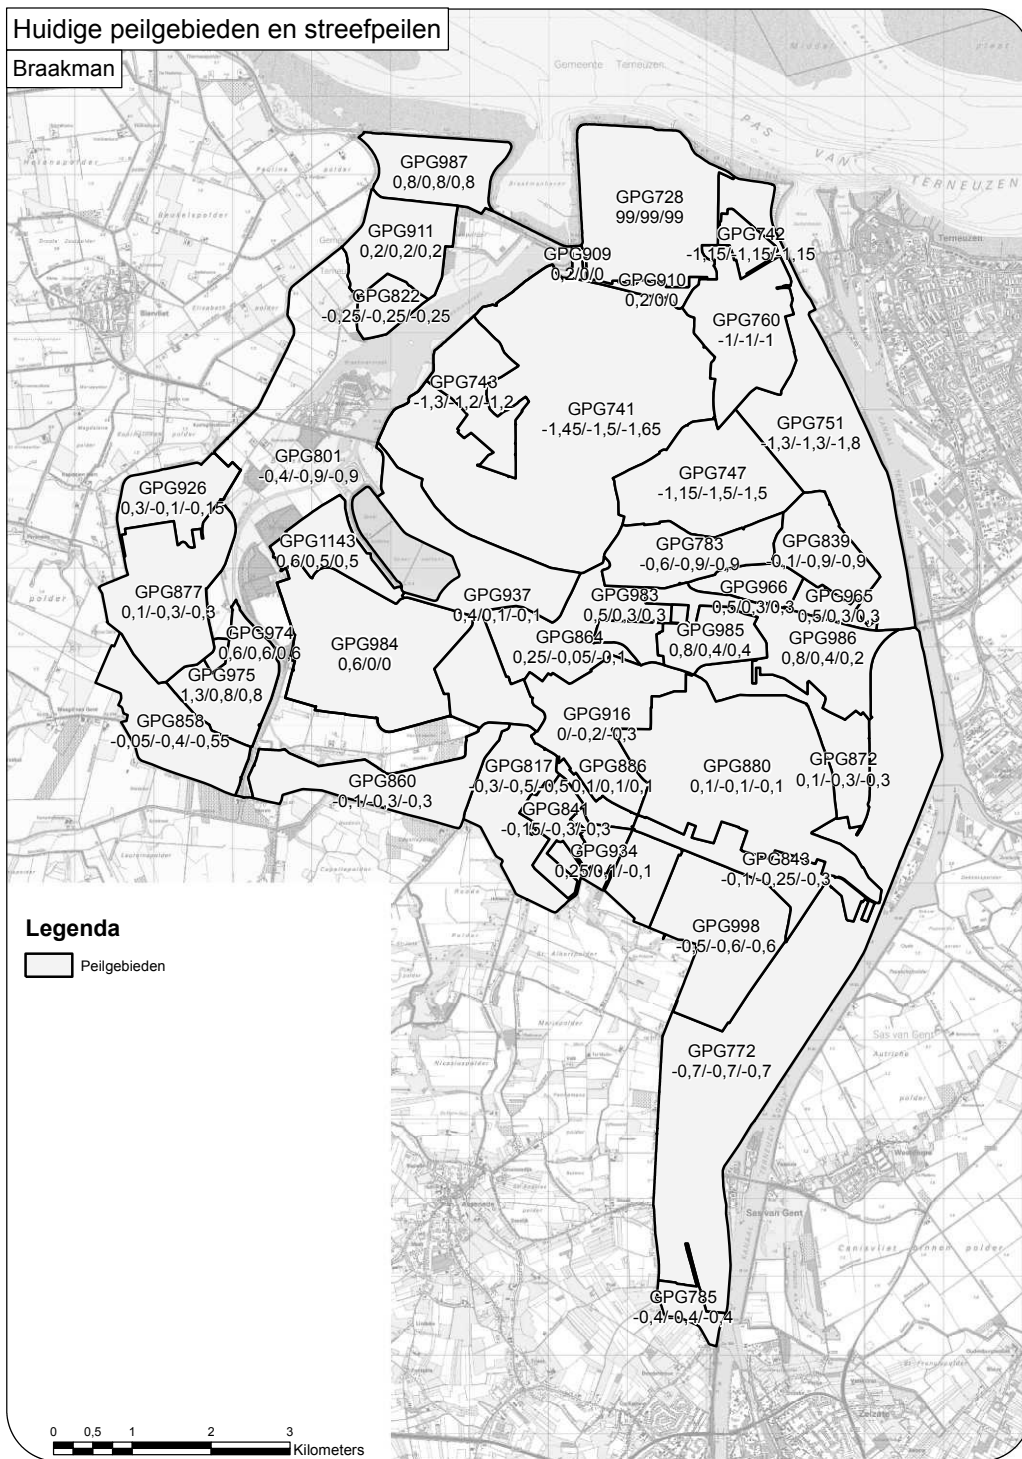 Huidige peilgebieden en streefpeilen
Braakman
Gemeente Terneuzen
PAS
VAN
TERNEUZEN
Terneuzen
GPG987
0,8/0,8/0,8
GPG728
99/99/99
GPG911
0,2/0,2/0,2
GPG742
-1,15/-1,15/-1,15
GPG909
0,2/0/0
GPG910
0,2/0/0
GPG822
-0,25/-0,25/-0,25
Biervliet
GPG760
-1/-1/-1
GPG743
-1,3/-1,2/-1,2
GPG741
-1,45/-1,5/-1,65
GPG751
-1,3/-1,3/-1,8
GPG801
-0,4/-0,9/-0,9
GPG747
-1,15/-1,5/-1,5
GPG926
0,3/-0,1/-0,15
GPG1143
0,6/0,5/0,5
GPG783
-0,6/-0,9/-0,9
GPG839
-0,1/-0,9/-0,9
GPG877
0,1/-0,3/-0,3
GPG937
0,4/0,1/-0,1
GPG983
0,5/0,3/0,3
GPG966
0,5/0,3/0,3
GPG965
0,5/0,3/0,3
GPG974
0,6/0,6/0,6
GPG984
0,6/0/0
GPG864
0,25/-0,05/-0,1
GPG985
0,8/0,4/0,4
GPG986
0,8/0,4/0,2
GPG975
1,3/0,8/0,8
GPG858
-0,05/-0,4/-0,55
GPG916
0/-0,2/-0,3
GPG860
-0,1/-0,3/-0,3
GPG817
-0,3/-0,5/-0,5
GPG886
0,1/0,1/0,1
GPG880
0,1/-0,1/-0,1
GPG872
0,1/-0,3/-0,3
GPG841
-0,15/-0,3/-0,3
GPG934
0,25/0,1/-0,1
GPG843
-0,1/-0,25/-0,3
GPG998
-0,5/-0,6/-0,6
GPG772
-0,7/-0,7/-0,7
Sas van Gent
Sas van Gent
GPG785
-0,4/-0,4/-0,4
Zelzate
Legenda
Peilgebieden
0 0,5 1 2 3
Kilometers